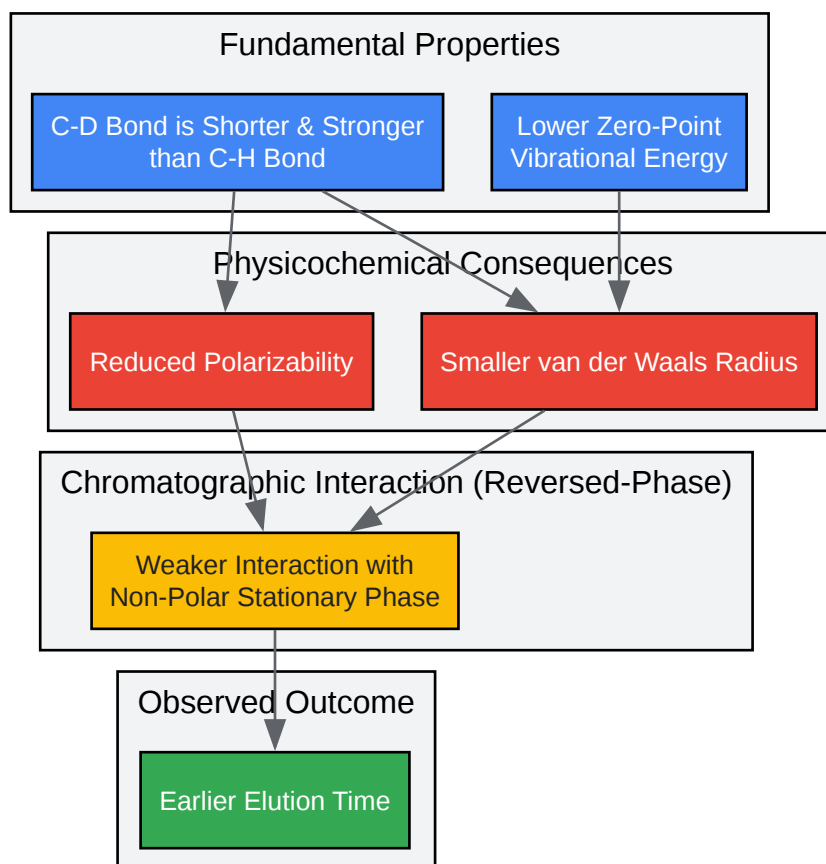 Fundamental Properties
C-D Bond is Shorter & Stronger
than C-H Bond
Lower Zero-Point
Vibrational Energy
Physicochemical Consequences
Reduced Polarizability
Smaller van der Waals Radius
Chromatographic Interaction (Reversed-Phase)
Weaker Interaction with
Non-Polar Stationary Phase
Observed Outcome
Earlier Elution Time